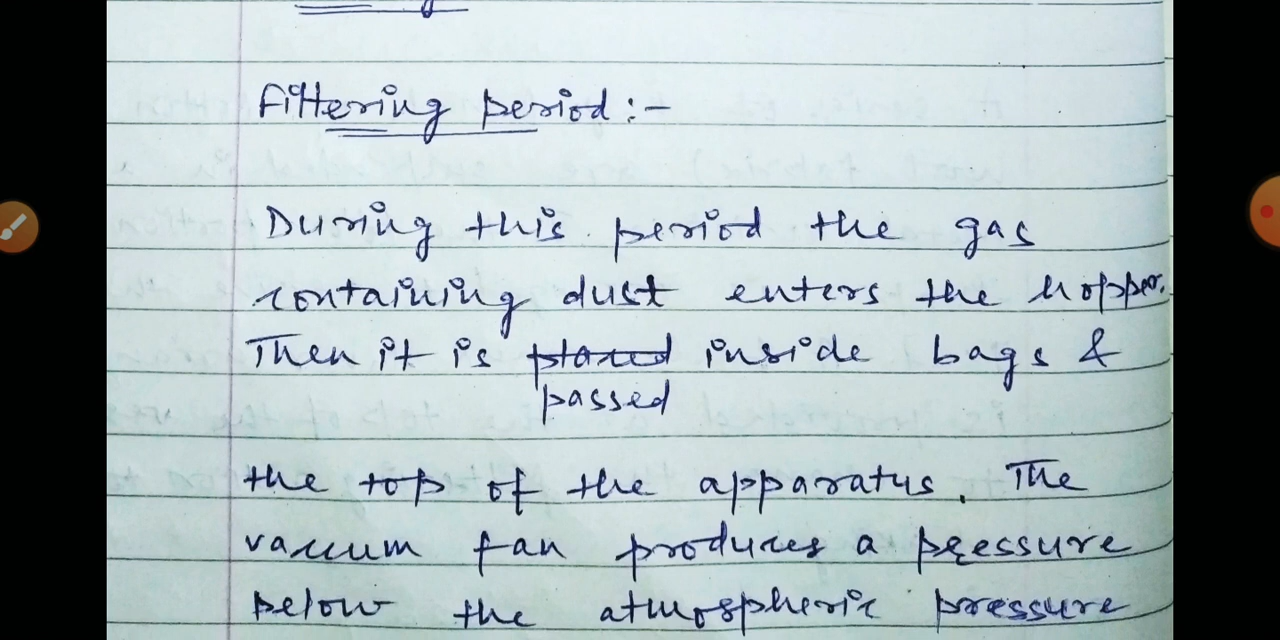 Filtering period :-
During this period the gas
containing dust enters the hopper.
Then it is placed inside bags &
passed
the top of the apparatus. The
vaccum fan produces a pressure
below the atmospheric pressure